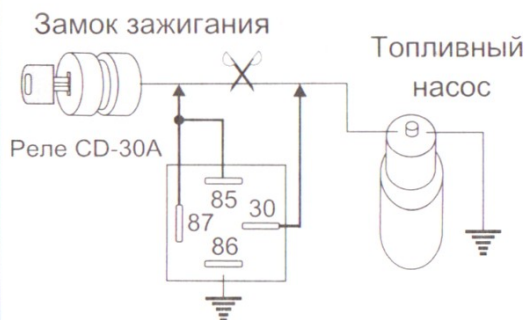 Замок зажигания
Топливный
насос
Реле CD-30A
85
87
30
86